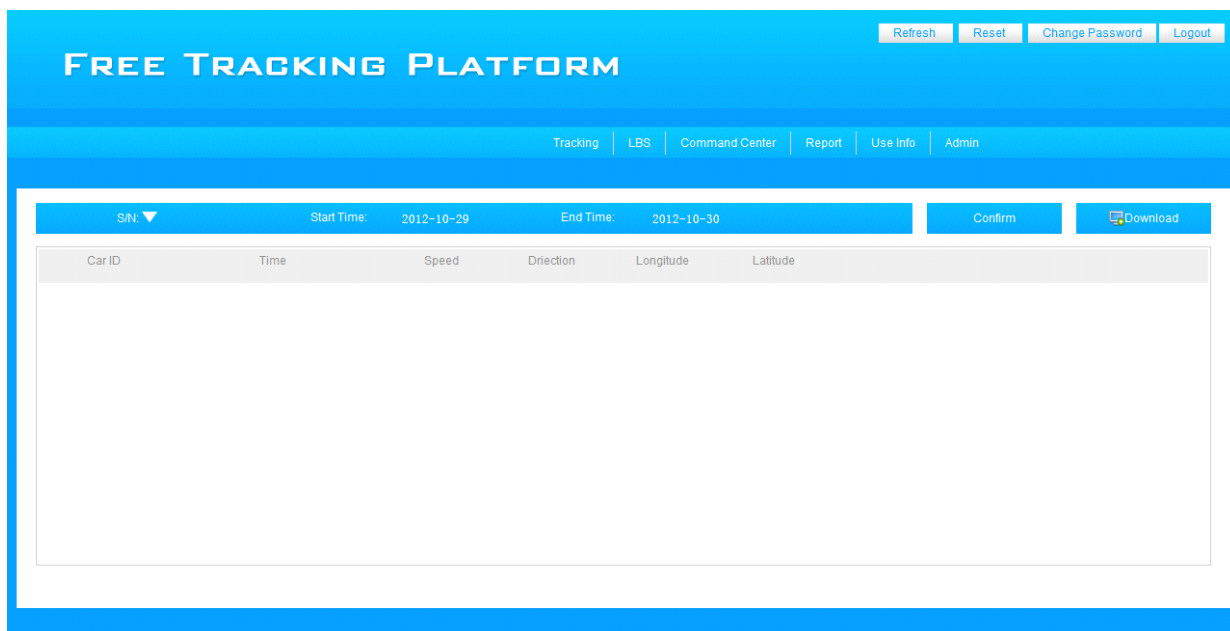 Refresh Reset Change Password Logout
FREE TRACKING PLATFORM
Tracking LBS Command Center Report Use Info Admin
S/N: Start Time: 2012-10-29 End Time: 2012-10-30 Confirm Download
Car ID Time Speed Driection Longitude Latitude